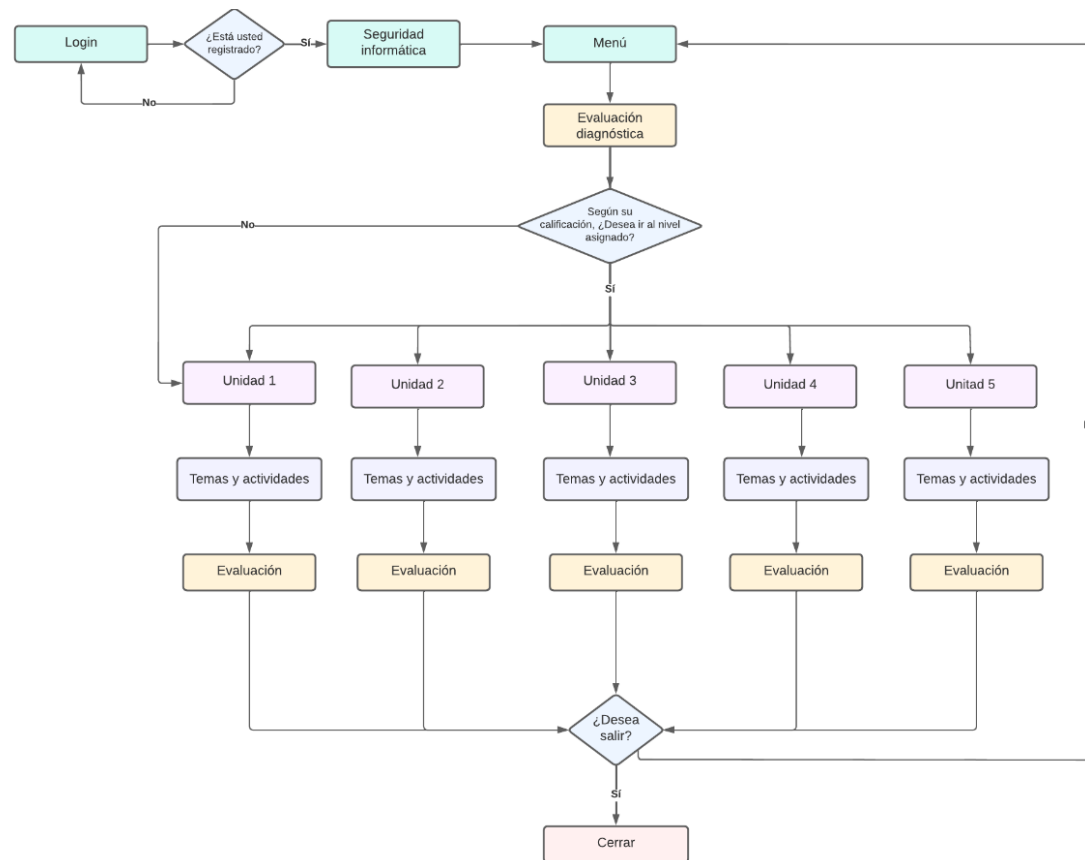 Login
¿Está usted
registrado?
Sí
Seguridad
informática
Menú
No
Evaluación
diagnóstica
Según su
calificación, ¿Desea ir al nivel
asignado?
No
Sí
Unidad 1
Unidad 2
Unidad 3
Unidad 4
Unitad 5
Temas y actividades
Temas y actividades
Temas y actividades
Temas y actividades
Temas y actividades
Evaluación
Evaluación
Evaluación
Evaluación
Evaluación
¿Desea
salir?
Sí
Cerrar